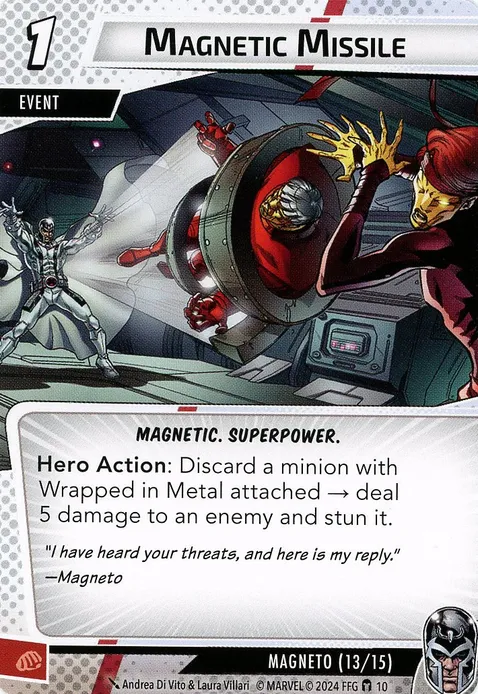 1
MAGNETIC MISSILE
EVENT
MAGNETIC. SUPERPOWER.
Hero Action: Discard a minion with
Wrapped in Metal attached → deal
5 damage to an enemy and stun it.
"I have heard your threats, and here is my reply."
—Magneto
MAGNETO (13/15)
Andrea Di Vito & Laura Villari © MARVEL © 2024 FFG 10